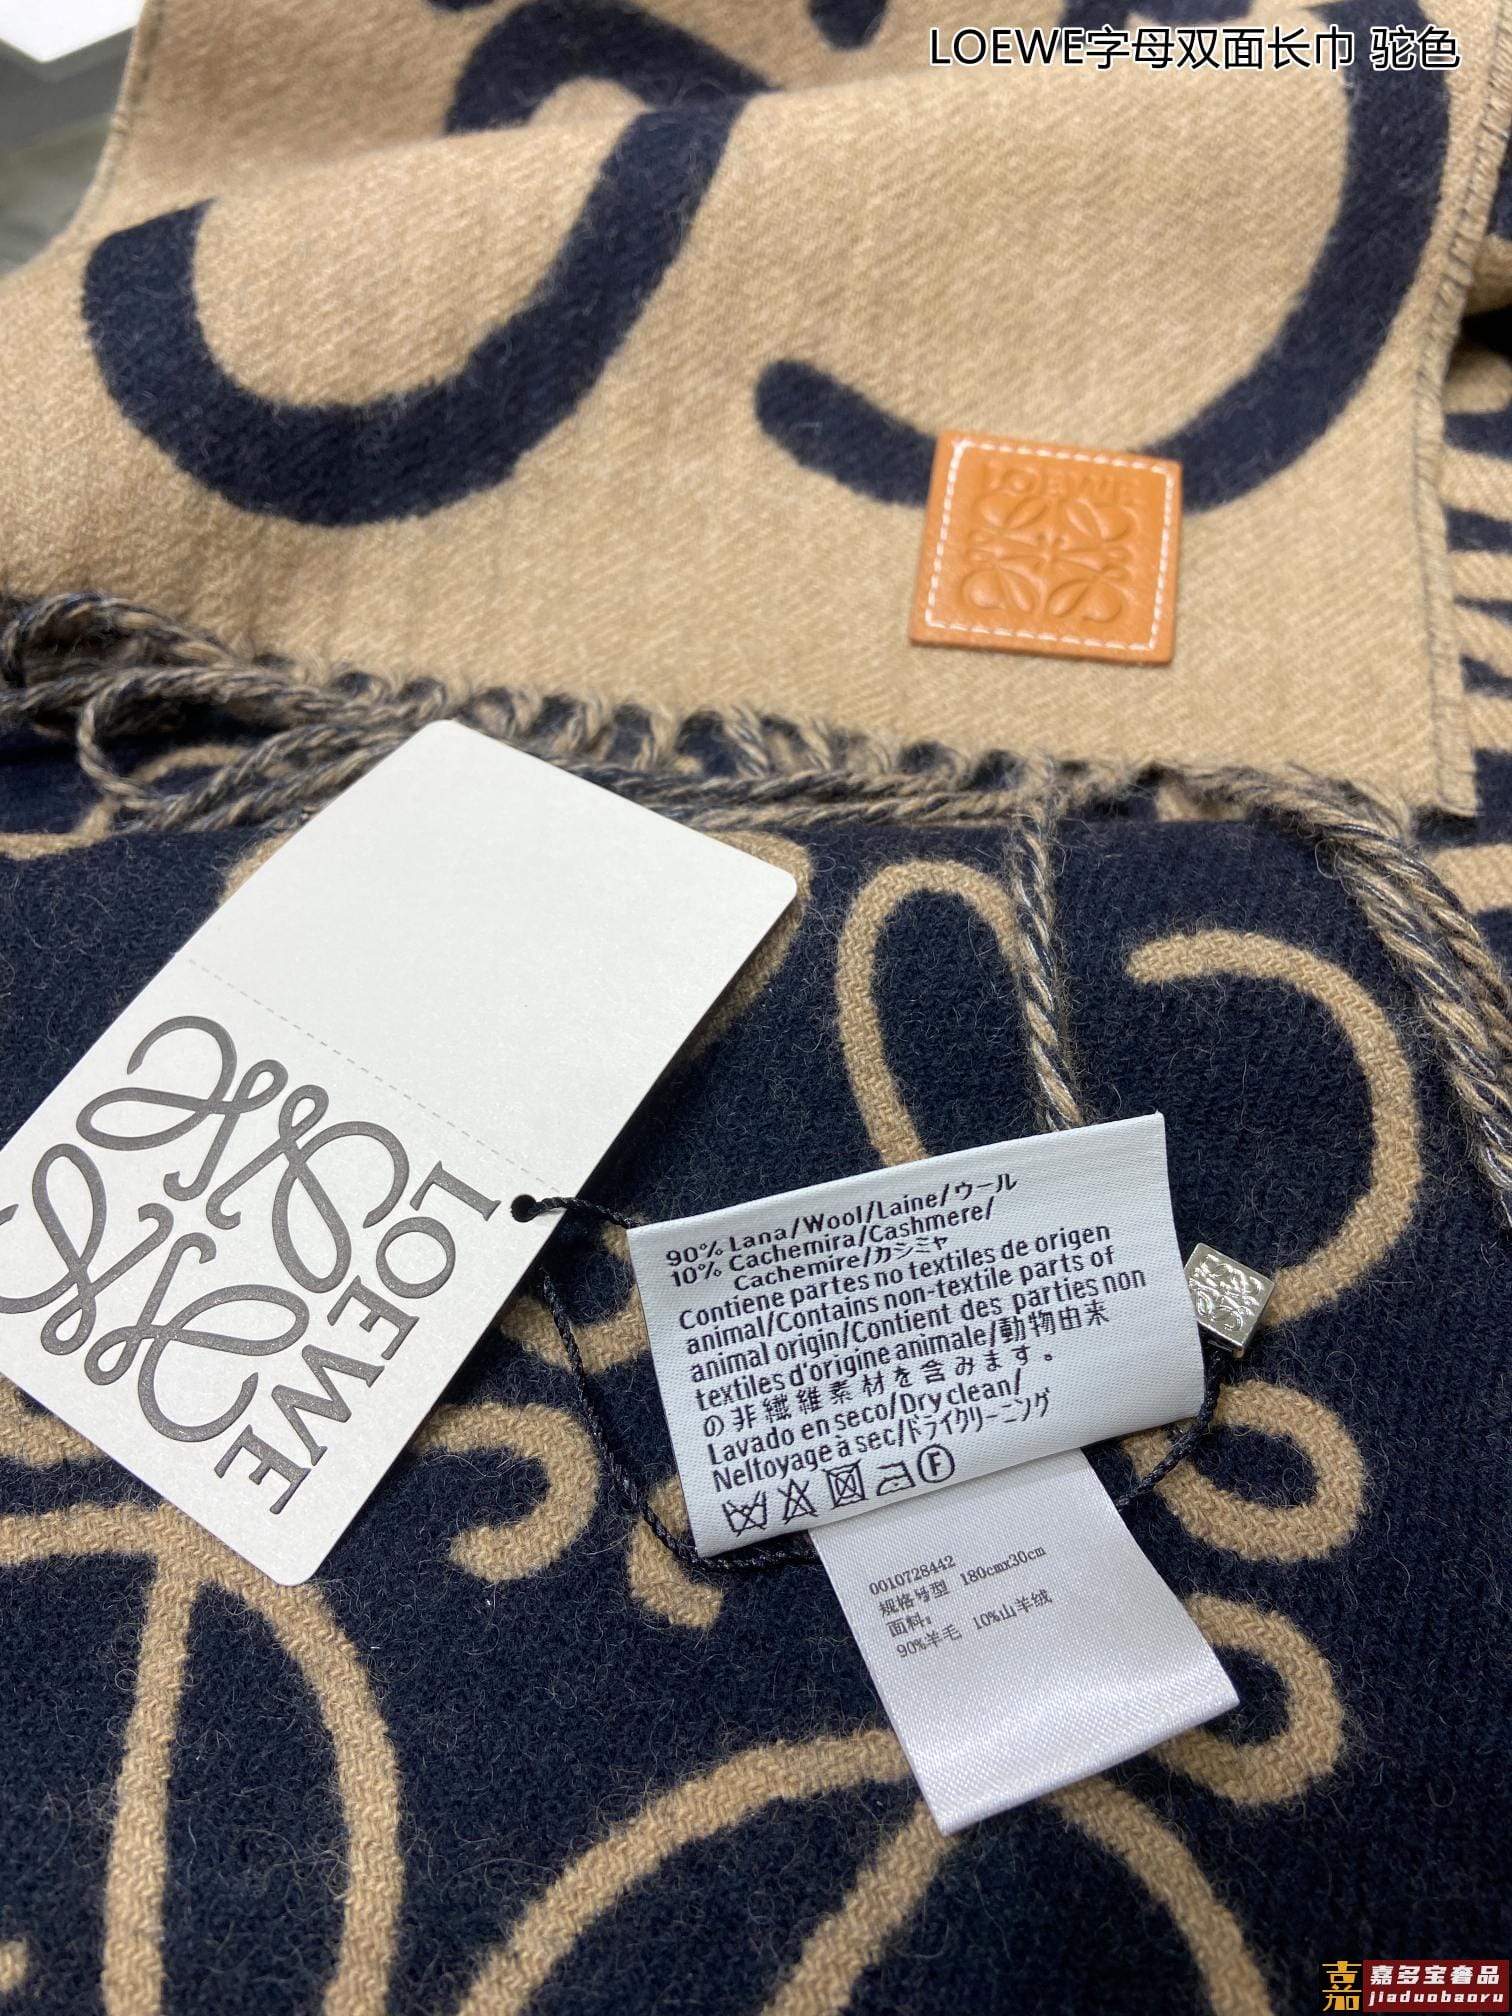 LOEWE字母双面长巾 驼色
LOEWE
LOEWE
90% Lana/Wool/Laine/ウール
10% Cachemira/Cashmere/
Cachemire/カシミヤ
Contiene partes no textiles de origen
animal/Contains non-textile parts of
animal origin/Contient des parties non
textiles d'origine animale/動物由来
の非繊維素材を含みます。
Lavado en seco/Dry clean/
Neltoyage à sec/ドライクリーニング
F
0010728442
规格号型 180cmx30cm
面料:
90%羊毛 10%山羊绒
嘉 嘉多宝奢品
jiaduobaoru